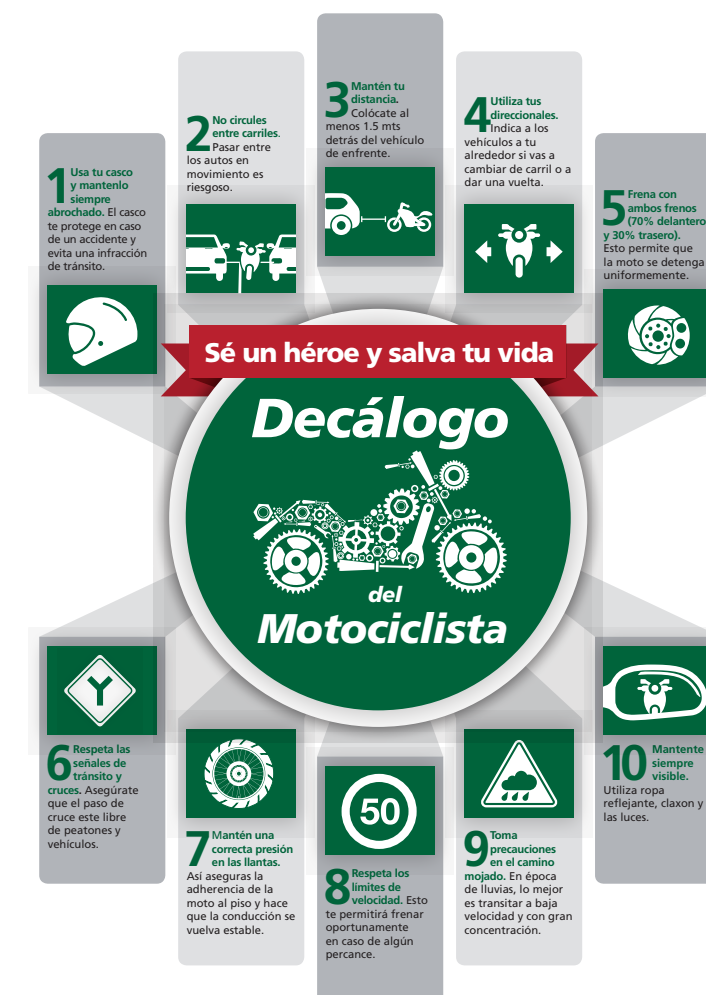 Sé un héroe y salva tu vida
Decálogo
del
Motociclista
1 Usa tu casco
y mantenlo
siempre
abrochado. El casco
te protege en caso
de un accidente y
evita una infracción
de tránsito.
2 No circules
entre carriles.
Pasar entre
los autos en
movimiento es
riesgoso.
3 Mantén tu
distancia.
Colócate al
menos 1.5 mts
detrás del vehículo
de enfrente.
4 Utiliza tus
direccionales.
Indica a los
vehículos a tu
alrededor si vas a
cambiar de carril o a
dar una vuelta.
5 Frena con
ambos frenos
(70% delantero
y 30% trasero).
Esto permite que
la moto se detenga
uniformemente.
6 Respeta las
señales de
tránsito y
cruces. Asegúrate
que el paso de
cruce este libre
de peatones y
vehículos.
7 Mantén una
correcta presión
en las llantas.
Así aseguras la
adherencia de la
moto al piso y hace
que la conducción se
vuelva estable.
50
8 Respeta los
límites de
velocidad. Esto
te permitirá frenar
oportunamente
en caso de algún
percance.
9 Toma
precauciones
en el camino
mojado. En época
de lluvias, lo mejor
es transitar a baja
velocidad y con gran
concentración.
10 Mantente
siempre
visible.
Utiliza ropa
reflejante, claxon y
las luces.